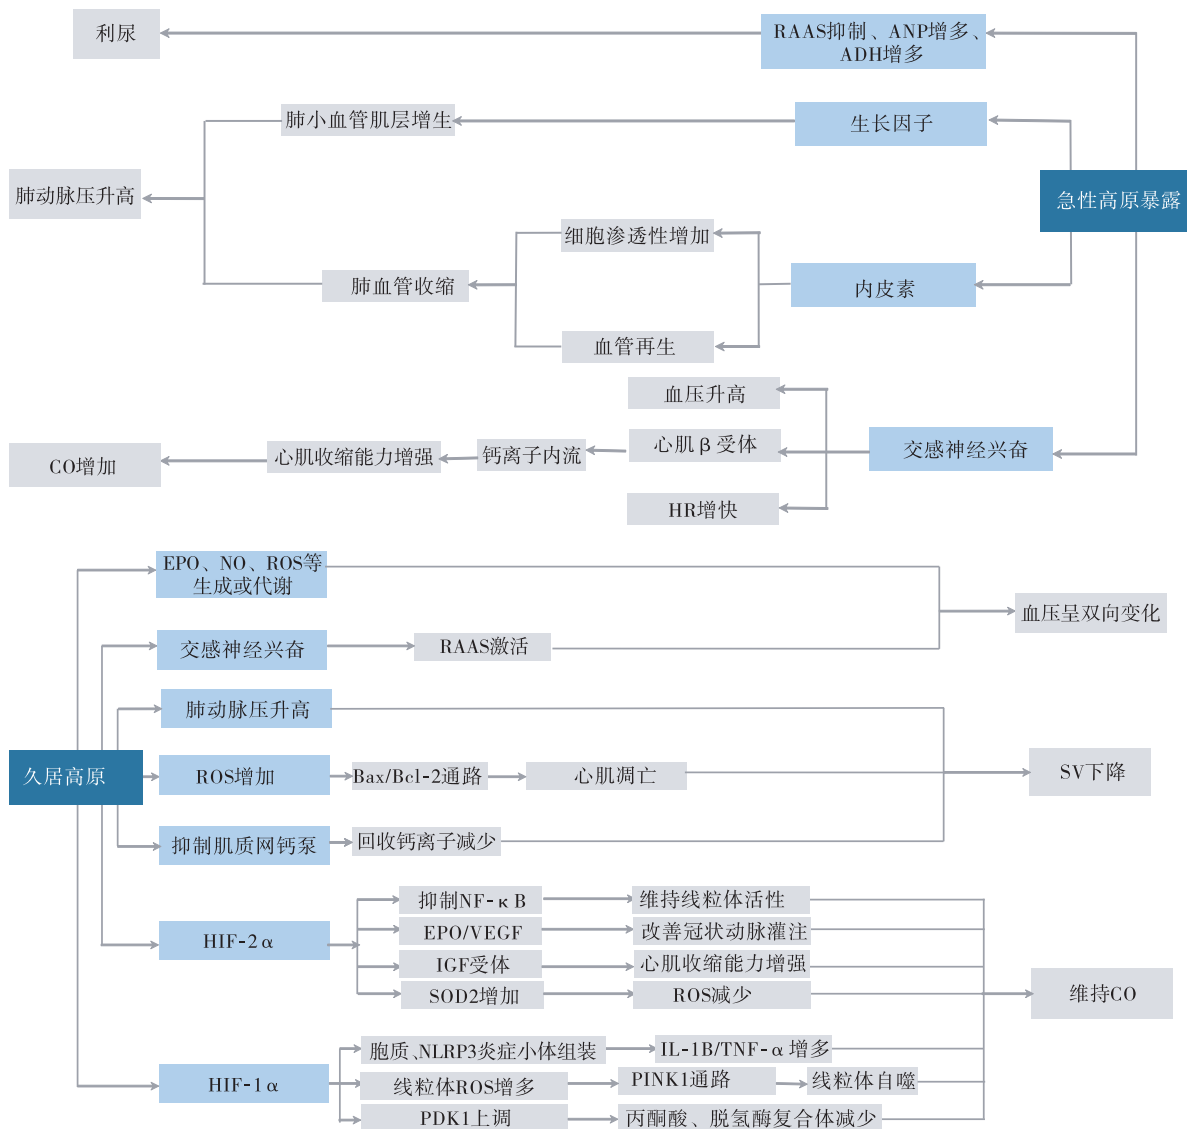 利尿
RAAS抑制、ANP增多、
ADH增多
肺小血管肌层增生
生长因子
肺动脉压升高
急性高原暴露
细胞渗透性增加
肺血管收缩
内皮素
血管再生
血压升高
CO增加
心肌收缩能力增强
钙离子内流
心肌β受体
交感神经兴奋
HR增快
EPO、NO、ROS等
生成或代谢
血压呈双向变化
交感神经兴奋
RAAS激活
肺动脉压升高
久居高原
ROS增加
Bax/Bcl-2通路
心肌凋亡
SV下降
抑制肌质网钙泵
回收钙离子减少
HIF-2α
抑制NF-κB
维持线粒体活性
EPO/VEGF
改善冠状动脉灌注
IGF受体
心肌收缩能力增强
SOD2增加
ROS减少
维持CO
HIF-1α
胞质、NLRP3炎症小体组装
IL-1B/TNF-α增多
线粒体ROS增多
PINK1通路
线粒体自噬
PDK1上调
丙酮酸、脱氢酶复合体减少